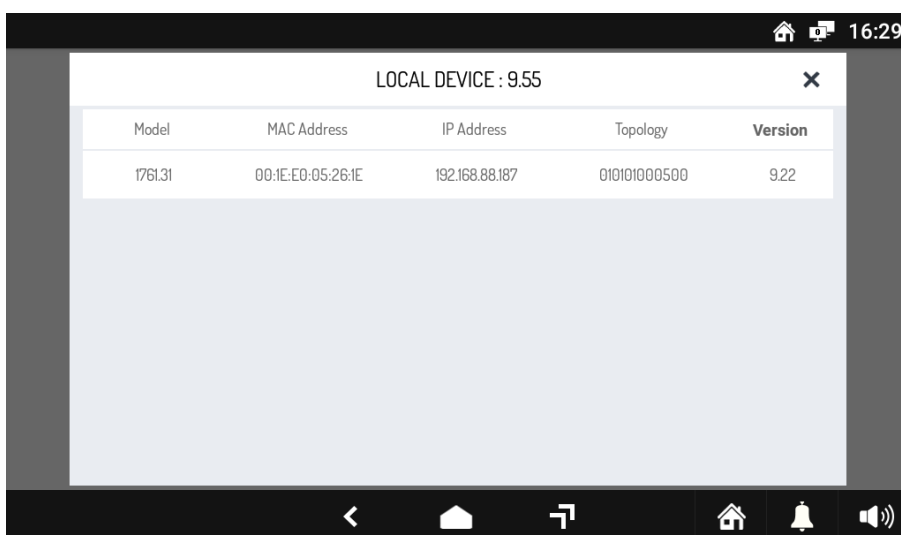 0 16:29
LOCAL DEVICE : 9.55
Model MAC Address IP Address Topology Version
1761.31 00:1E:E0:05:26:1E 192.168.88.187 010101000500 9.22